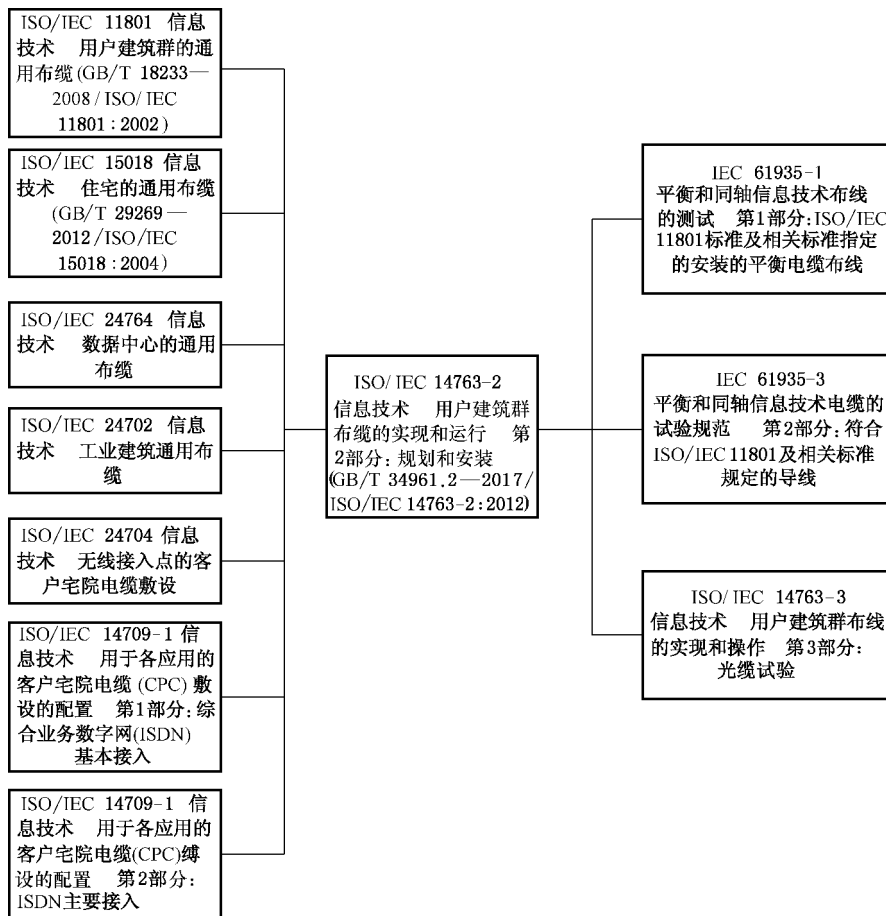 ISO/IEC 11801 信息
技术 用户建筑群的通
用布缆(GB/T 18233—
2008/ISO/IEC
11801:2002)
ISO/IEC 15018 信息
技术 住宅的通用布缆
(GB/T 29269—
2012/ISO/IEC
15018:2004)
ISO/IEC 24764 信息
技术 数据中心的通用
布缆
ISO/IEC 24702 信息
技术 工业建筑通用布
缆
ISO/IEC 24704 信息
技术 无线接入点的客
户宅院电缆敷设
ISO/IEC 14709-1 信
息技术 用于各应用的
客户宅院电缆(CPC)敷
设的配置 第1部分:综
合业务数字网(ISDN)
基本接入
ISO/IEC 14709-1 信
息技术 用于各应用的
客户宅院电缆(CPC)缚
设的配置 第2部分:
ISDN主要接入
ISO/IEC 14763-2
信息技术 用户建筑群
布缆的实现和运行 第
2部分:规划和安装
(GB/T 34961.2—2017/
ISO/IEC 14763-2:2012)
IEC 61935-1
平衡和同轴信息技术布线
的测试 第1部分:ISO/IEC
11801标准及相关标准指定
的安装的平衡电缆布线
IEC 61935-3
平衡和同轴信息技术电缆的
试验规范 第2部分:符合
ISO/IEC 11801及相关标准
规定的导线
ISO/IEC 14763-3
信息技术 用户建筑群布线
的实现和操作 第3部分:
光缆试验